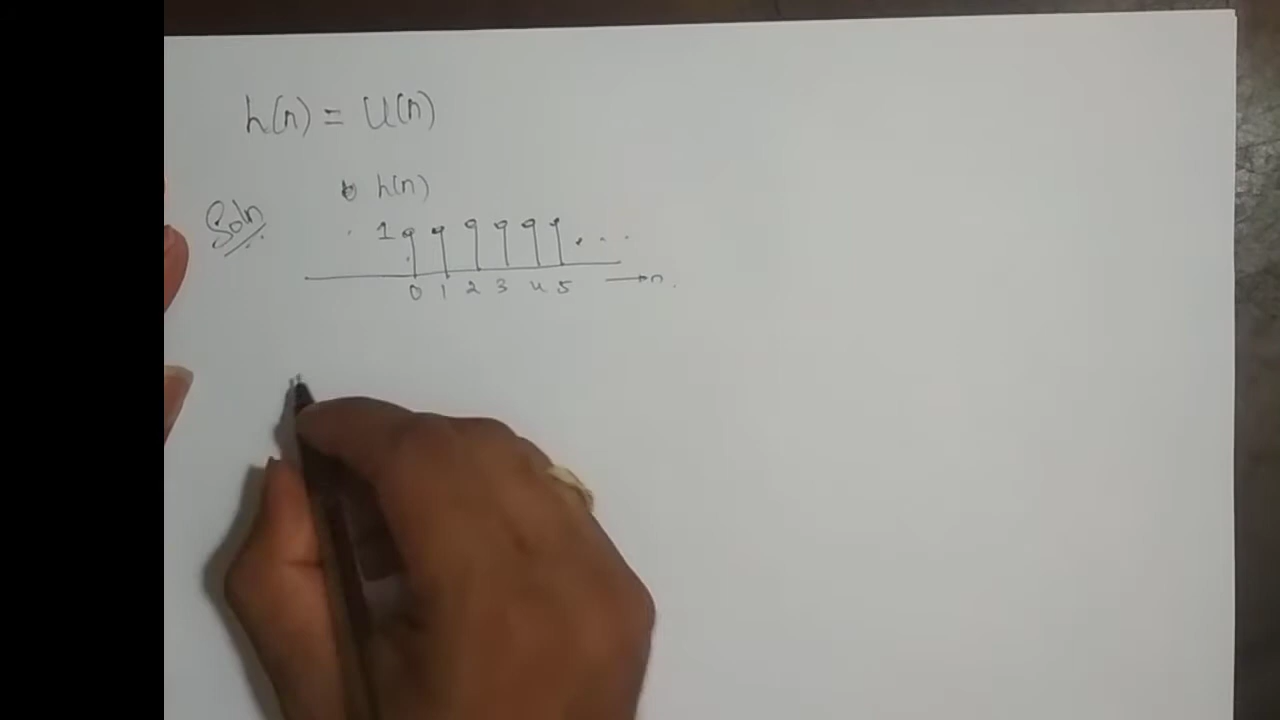 h(n) = U(n)
h(n)
Soln
1 . . .
0 1 2 3 4 5 → n.